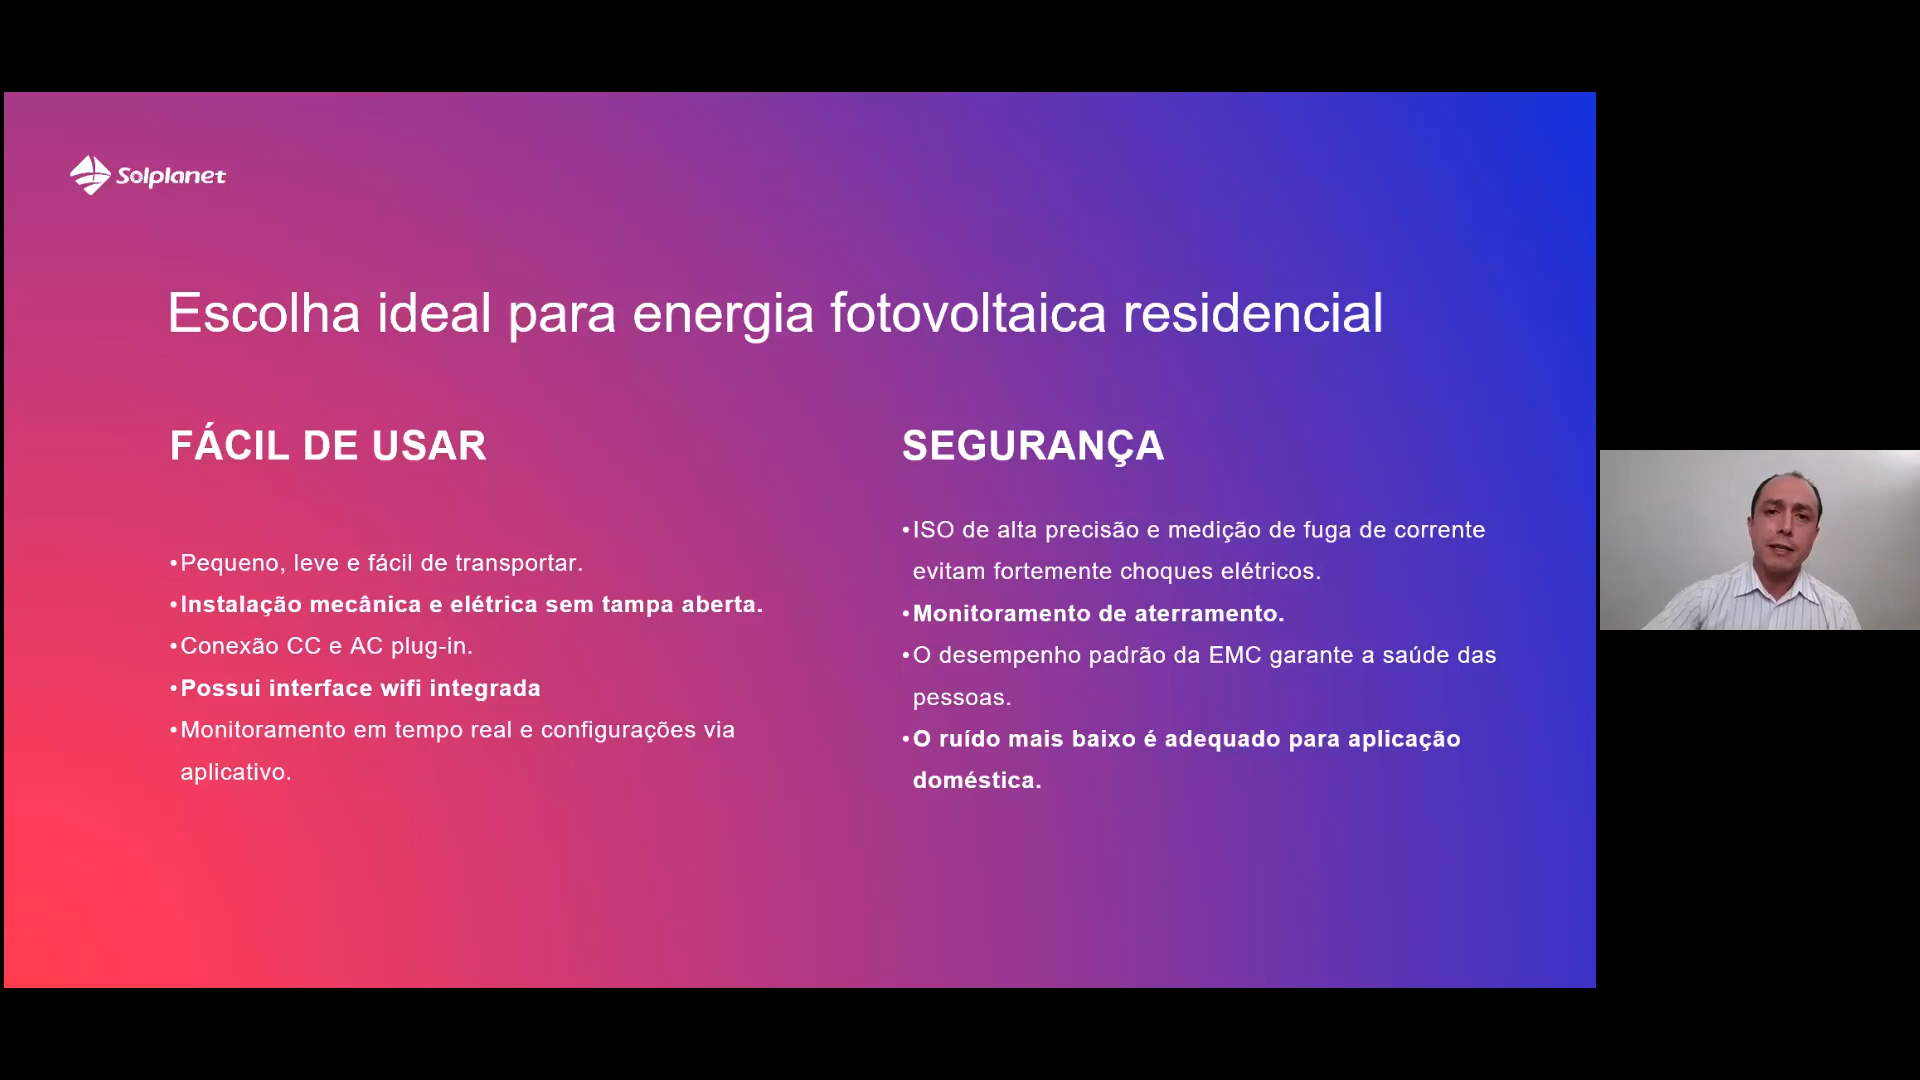 Solplanet
Escolha ideal para energia fotovoltaica residencial
FÁCIL DE USAR
•Pequeno, leve e fácil de transportar.
•Instalação mecânica e elétrica sem tampa aberta.
•Conexão CC e AC plug-in.
•Possui interface wifi integrada
•Monitoramento em tempo real e configurações via
aplicativo.
SEGURANÇA
•ISO de alta precisão e medição de fuga de corrente
evitam fortemente choques elétricos.
•Monitoramento de aterramento.
•O desempenho padrão da EMC garante a saúde das
pessoas.
•O ruído mais baixo é adequado para aplicação
doméstica.